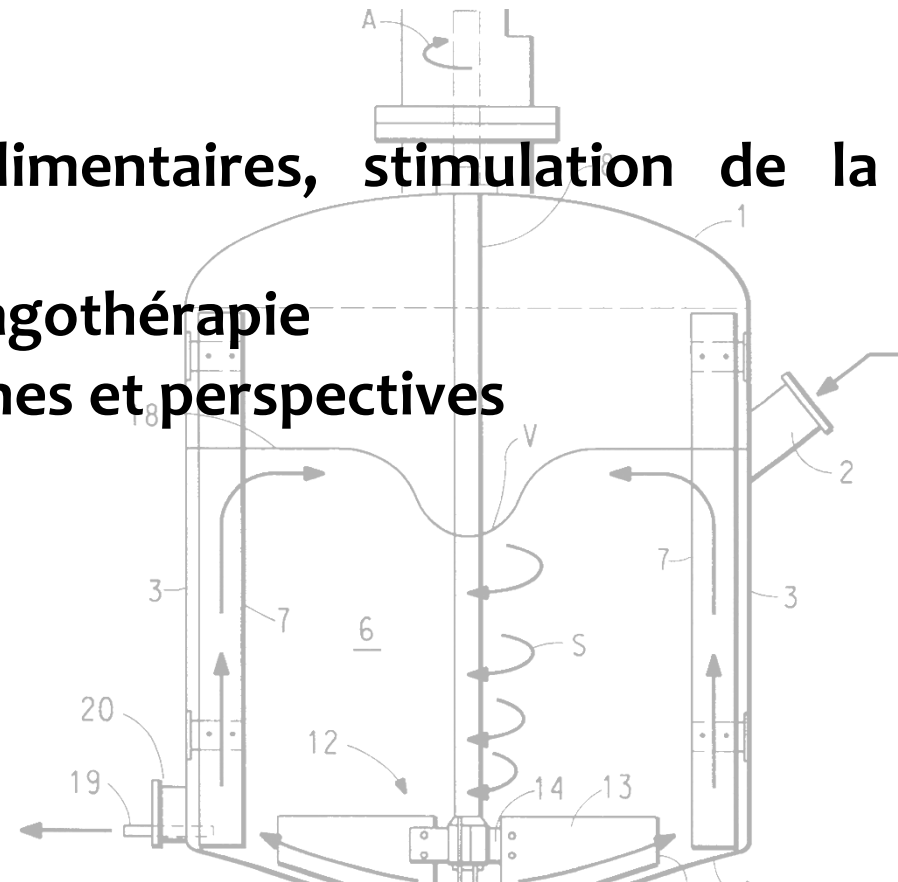 A
limentaires, stimulation de la
8
1
agothérapie
nes et perspectives
18
V
2
3
7
7
3
6
S
20
12
19
14
13